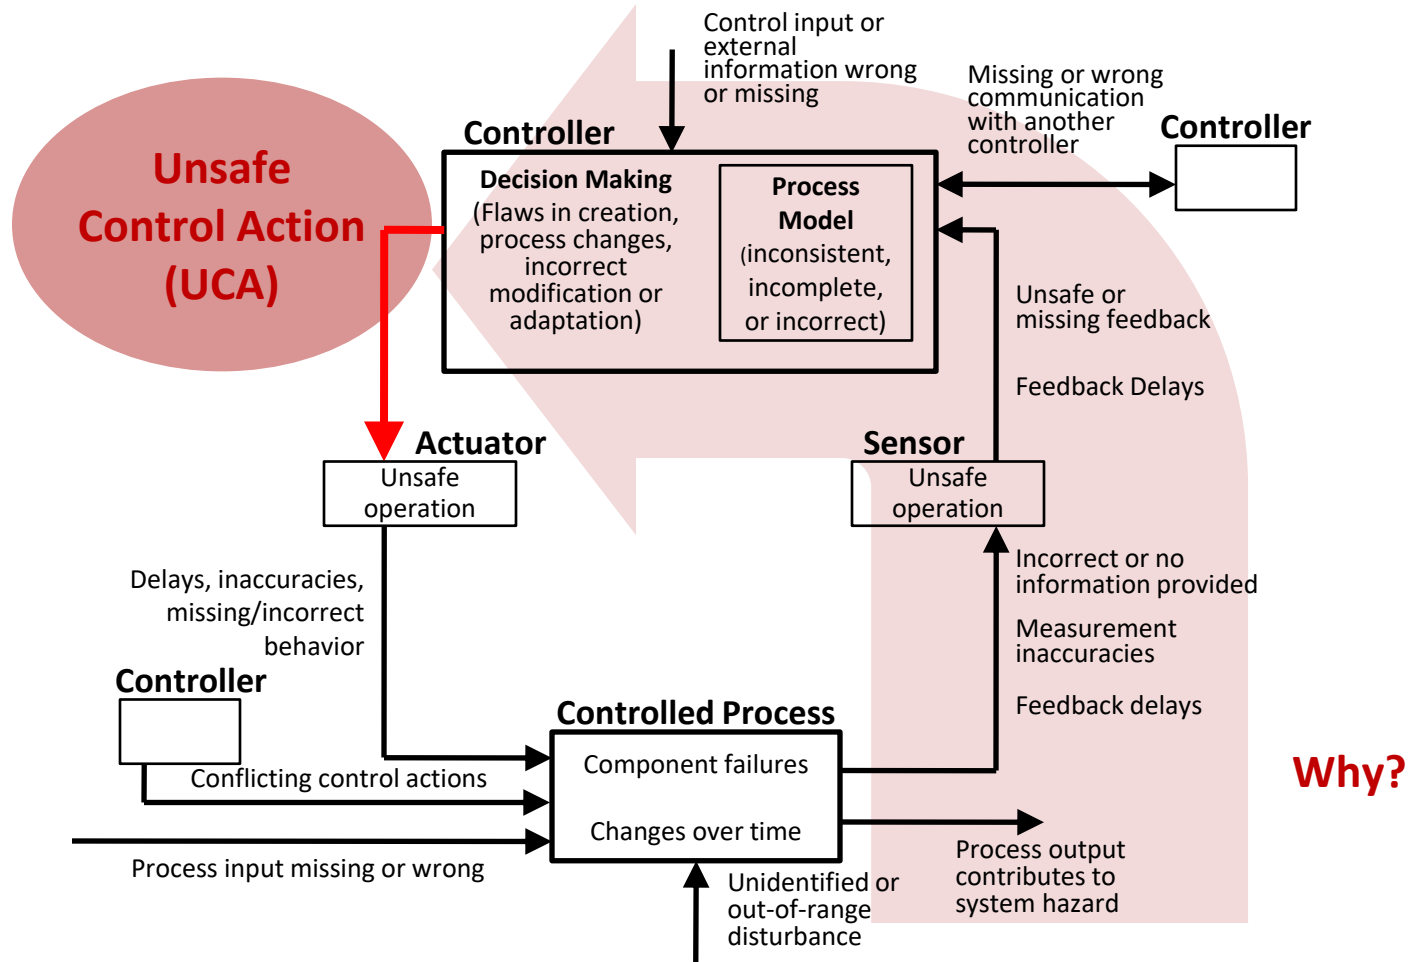 Control input or
external
information wrong
or missing
Missing or wrong
communication
with another
controller
Controller
Controller
Unsafe
Control Action
(UCA)
Decision Making
(Flaws in creation,
process changes,
incorrect
modification or
adaptation)
Process
Model
(inconsistent,
incomplete,
or incorrect)
Unsafe or
missing feedback
Feedback Delays
Actuator
Unsafe
operation
Sensor
Unsafe
operation
Delays, inaccuracies,
missing/incorrect
behavior
Incorrect or no
information provided
Measurement
inaccuracies
Feedback delays
Controller
Conflicting control actions
Process input missing or wrong
Controlled Process
Component failures
Changes over time
Unidentified or
out-of-range
disturbance
Process output
contributes to
system hazard
Why?